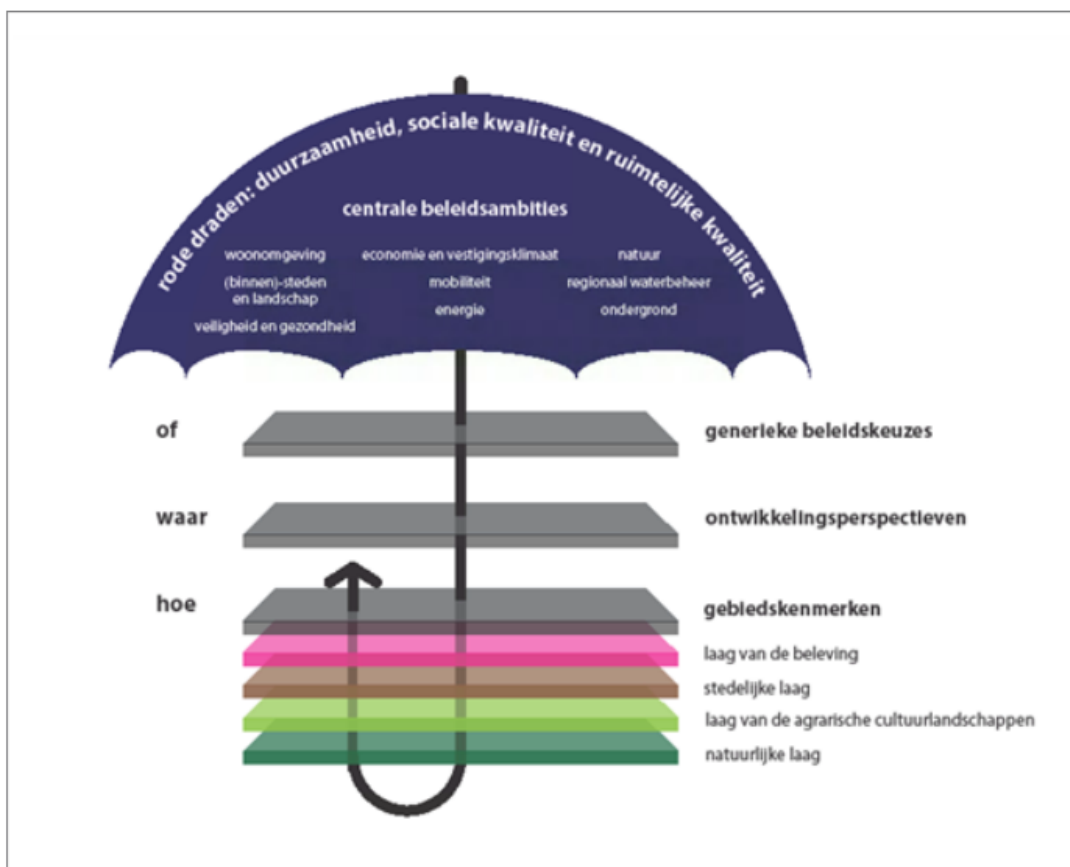 rode draden: duurzaamheid, sociale kwaliteit en ruimtelijke kwaliteit
centrale beleidsambities
woonomgeving
(binnen)-steden
en landschap
veiligheid en gezondheid
economie en vestigingsklimaat
mobiliteit
energie
natuur
regionaal waterbeheer
ondergrond
of
generieke beleidskeuzes
waar
ontwikkelingsperspectieven
hoe
gebiedskenmerken
laag van de beleving
stedelijke laag
laag van de agrarische cultuurlandschappen
natuurlijke laag